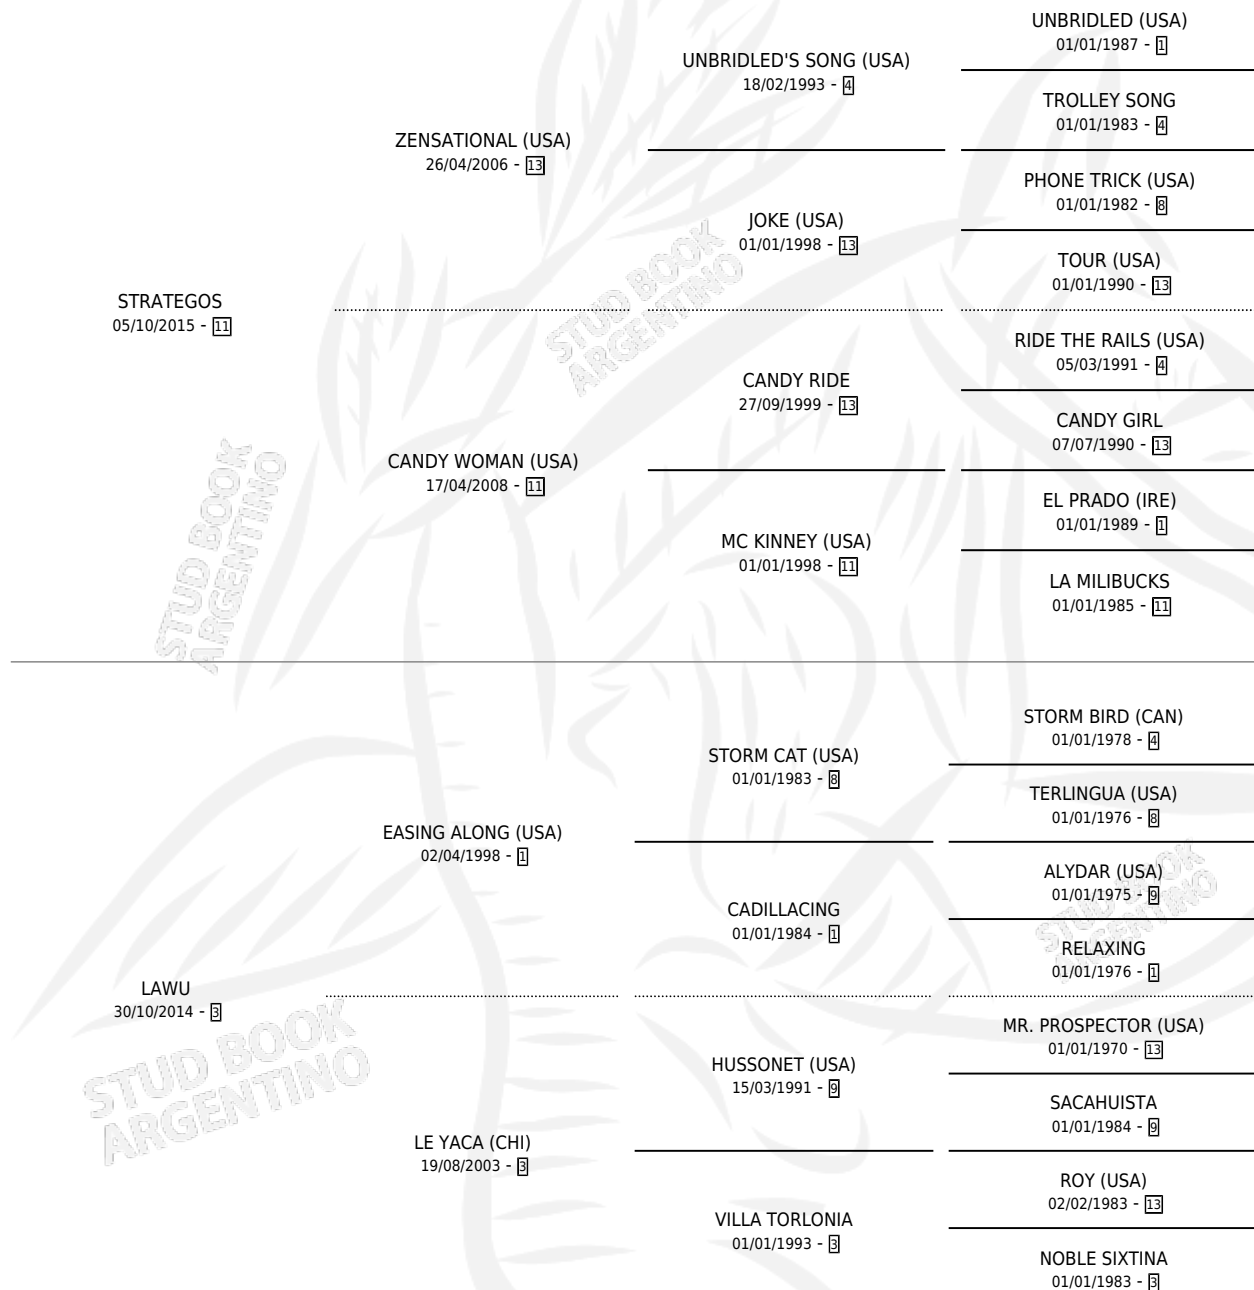 UNBRIDLED (USA)
01/01/1987 - 1
UNBRIDLED'S SONG (USA)
18/02/1993 - 4
TROLLEY SONG
01/01/1983 - 4
ZENSATIONAL (USA)
26/04/2006 - 13
PHONE TRICK (USA)
01/01/1982 - 8
JOKE (USA)
01/01/1998 - 13
TOUR (USA)
01/01/1990 - 13
STRATEGOS
05/10/2015 - 11
RIDE THE RAILS (USA)
05/03/1991 - 4
CANDY RIDE
27/09/1999 - 13
CANDY GIRL
07/07/1990 - 13
CANDY WOMAN (USA)
17/04/2008 - 11
EL PRADO (IRE)
01/01/1989 - 1
MC KINNEY (USA)
01/01/1998 - 11
LA MILIBUCKS
01/01/1985 - 11
STUD BOOK
ARGENTINO
STUD BOOK
ARGENTINO
STORM BIRD (CAN)
01/01/1978 - 4
STORM CAT (USA)
01/01/1983 - 8
TERLINGUA (USA)
01/01/1976 - 8
EASING ALONG (USA)
02/04/1998 - 1
ALYDAR (USA)
01/01/1975 - 9
CADILLACING
01/01/1984 - 1
RELAXING
01/01/1976 - 1
LAWU
30/10/2014 - 3
MR. PROSPECTOR (USA)
01/01/1970 - 13
HUSSONET (USA)
15/03/1991 - 9
SACAHUISTA
01/01/1984 - 9
LE YACA (CHI)
19/08/2003 - 3
ROY (USA)
02/02/1983 - 13
VILLA TORLONIA
01/01/1993 - 3
NOBLE SIXTINA
01/01/1983 - 3
STUD BOOK
ARGENTINO
STUD BOOK
ARGENTINO